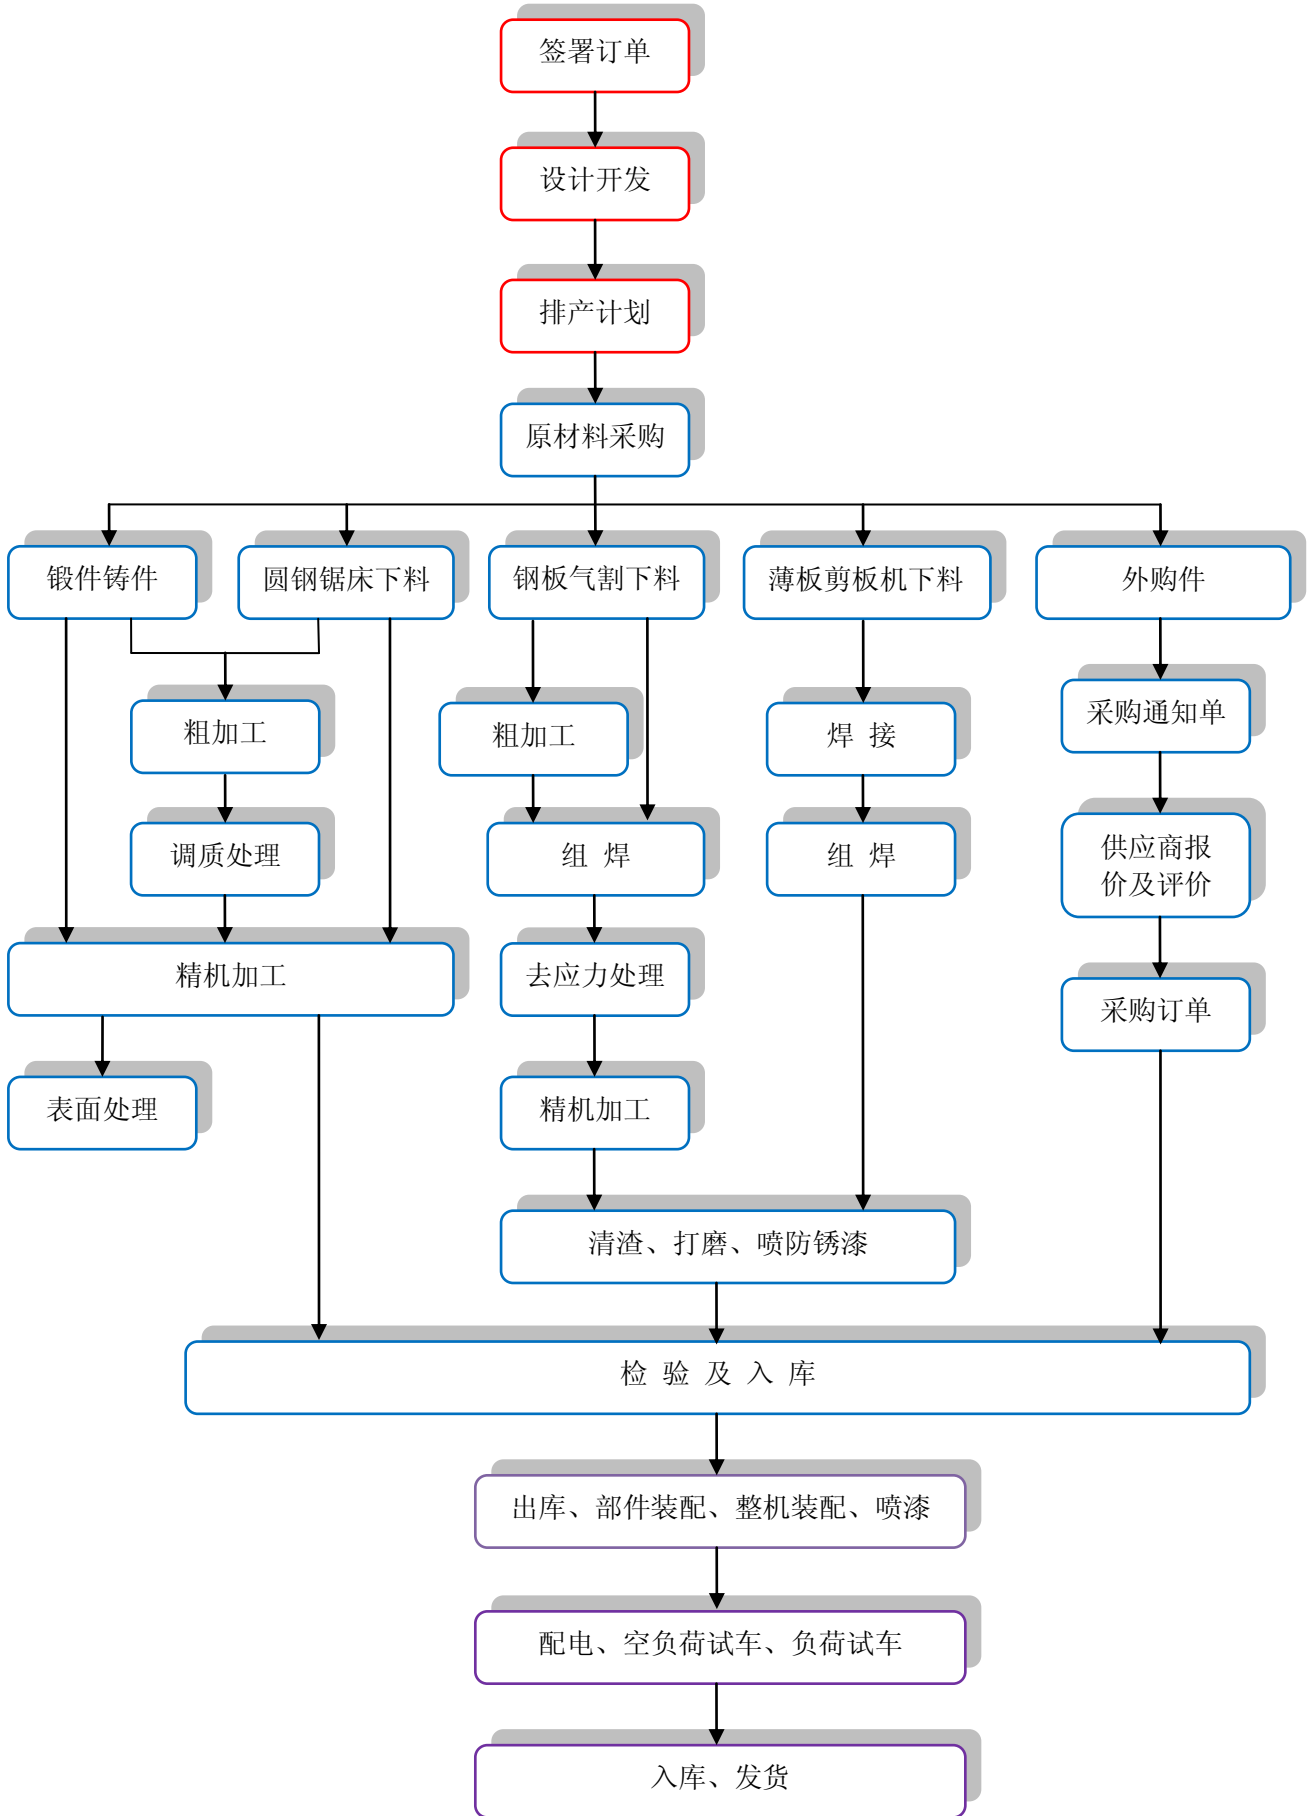 签署订单
设计开发
排产计划
原材料采购
锻件铸件
圆钢锯床下料
钢板气割下料
薄板剪板机下料
外购件
粗加工
粗加工
焊 接
采购通知单
调质处理
组 焊
组 焊
供应商报
价及评价
精机加工
去应力处理
采购订单
表面处理
精机加工
清渣、打磨、喷防锈漆
检 验 及 入 库
出库、部件装配、整机装配、喷漆
配电、空负荷试车、负荷试车
入库、发货